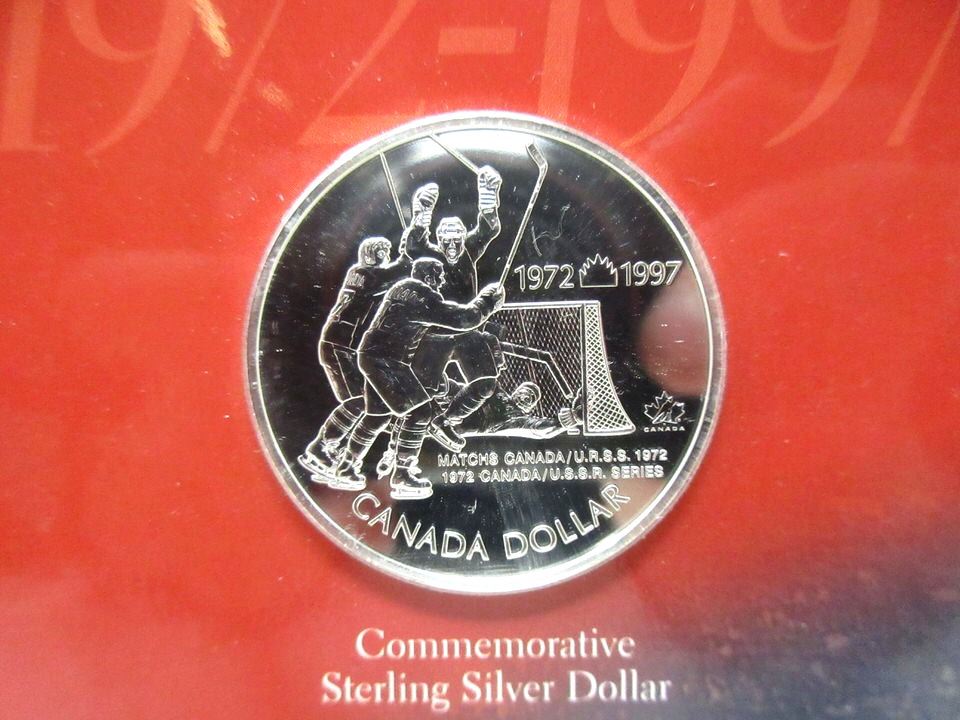 1972-1997
1972 1997
CANADA
MATCHS CANADA/U.R.S.S. 1972
1972 CANADA/U.S.S.R. SERIES
CANADA DOLLAR
Commemorative
Sterling Silver Dollar